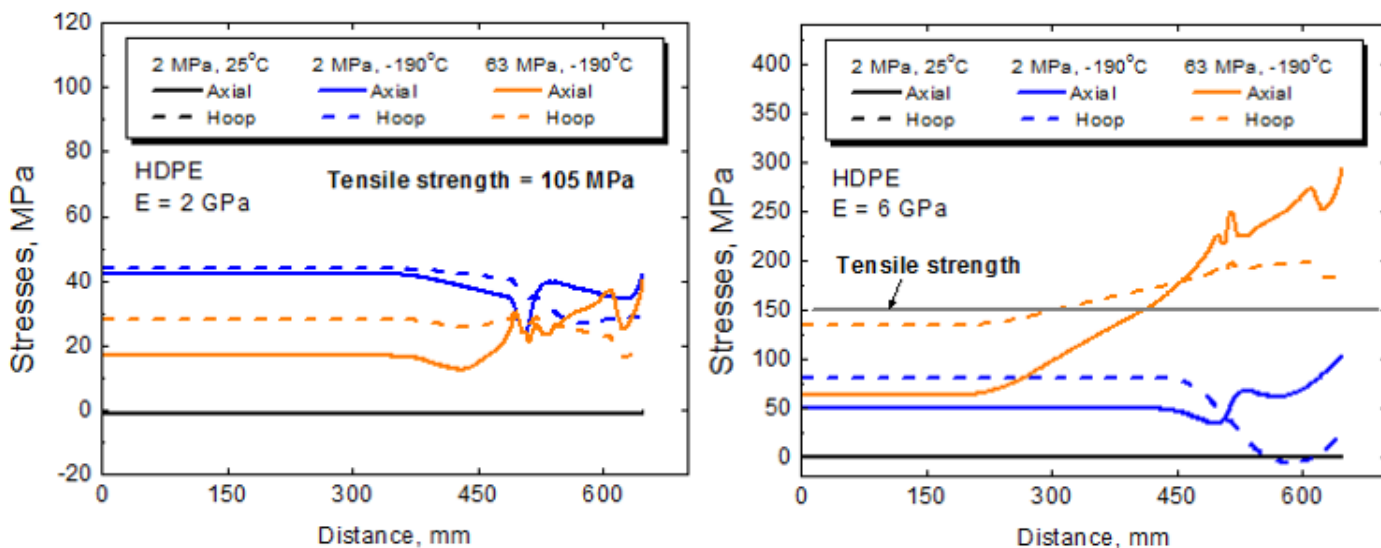 120
100
80
60
40
20
0
-20
Stresses, MPa
2 MPa, 25°C 2 MPa, -190°C 63 MPa, -190°C
Axial Axial Axial
Hoop Hoop Hoop
HDPE
E = 2 GPa
Tensile strength = 105 MPa
0 150 300 450 600
Distance, mm
400
350
300
250
200
150
100
50
0
Stresses, MPa
2 MPa, 25°C 2 MPa, -190°C 63 MPa, -190°C
Axial Axial Axial
Hoop Hoop Hoop
HDPE
E = 6 GPa
Tensile strength
0 150 300 450 600
Distance, mm